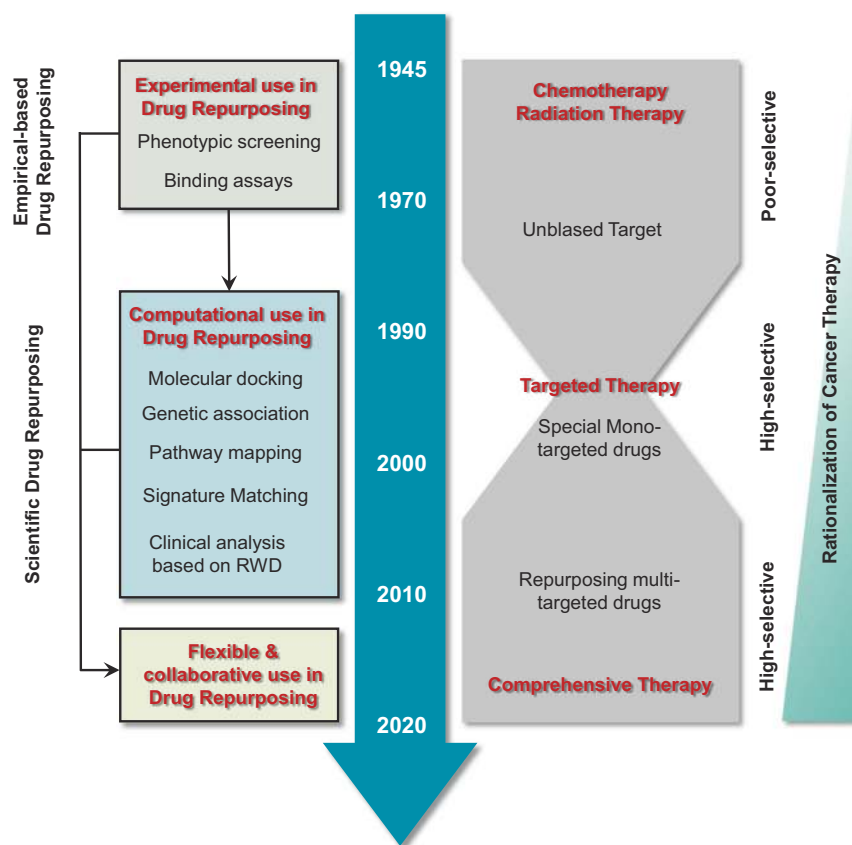 Empirical-based
Drug Repurposing
Scientific Drug Repurposing
Experimental use in
Drug Repurposing
Phenotypic screening
Binding assays
Computational use in
Drug Repurposing
Molecular docking
Genetic association
Pathway mapping
Signature Matching
Clinical analysis
based on RWD
Flexible &
collaborative use in
Drug Repurposing
1945
1970
1990
2000
2010
2020
Chemotherapy
Radiation Therapy
Unblased Target
Targeted Therapy
Special Mono-
targeted drugs
Repurposing multi-
targeted drugs
Comprehensive Therapy
Poor-selective
High-selective
High-selective
Rationalization of Cancer Therapy